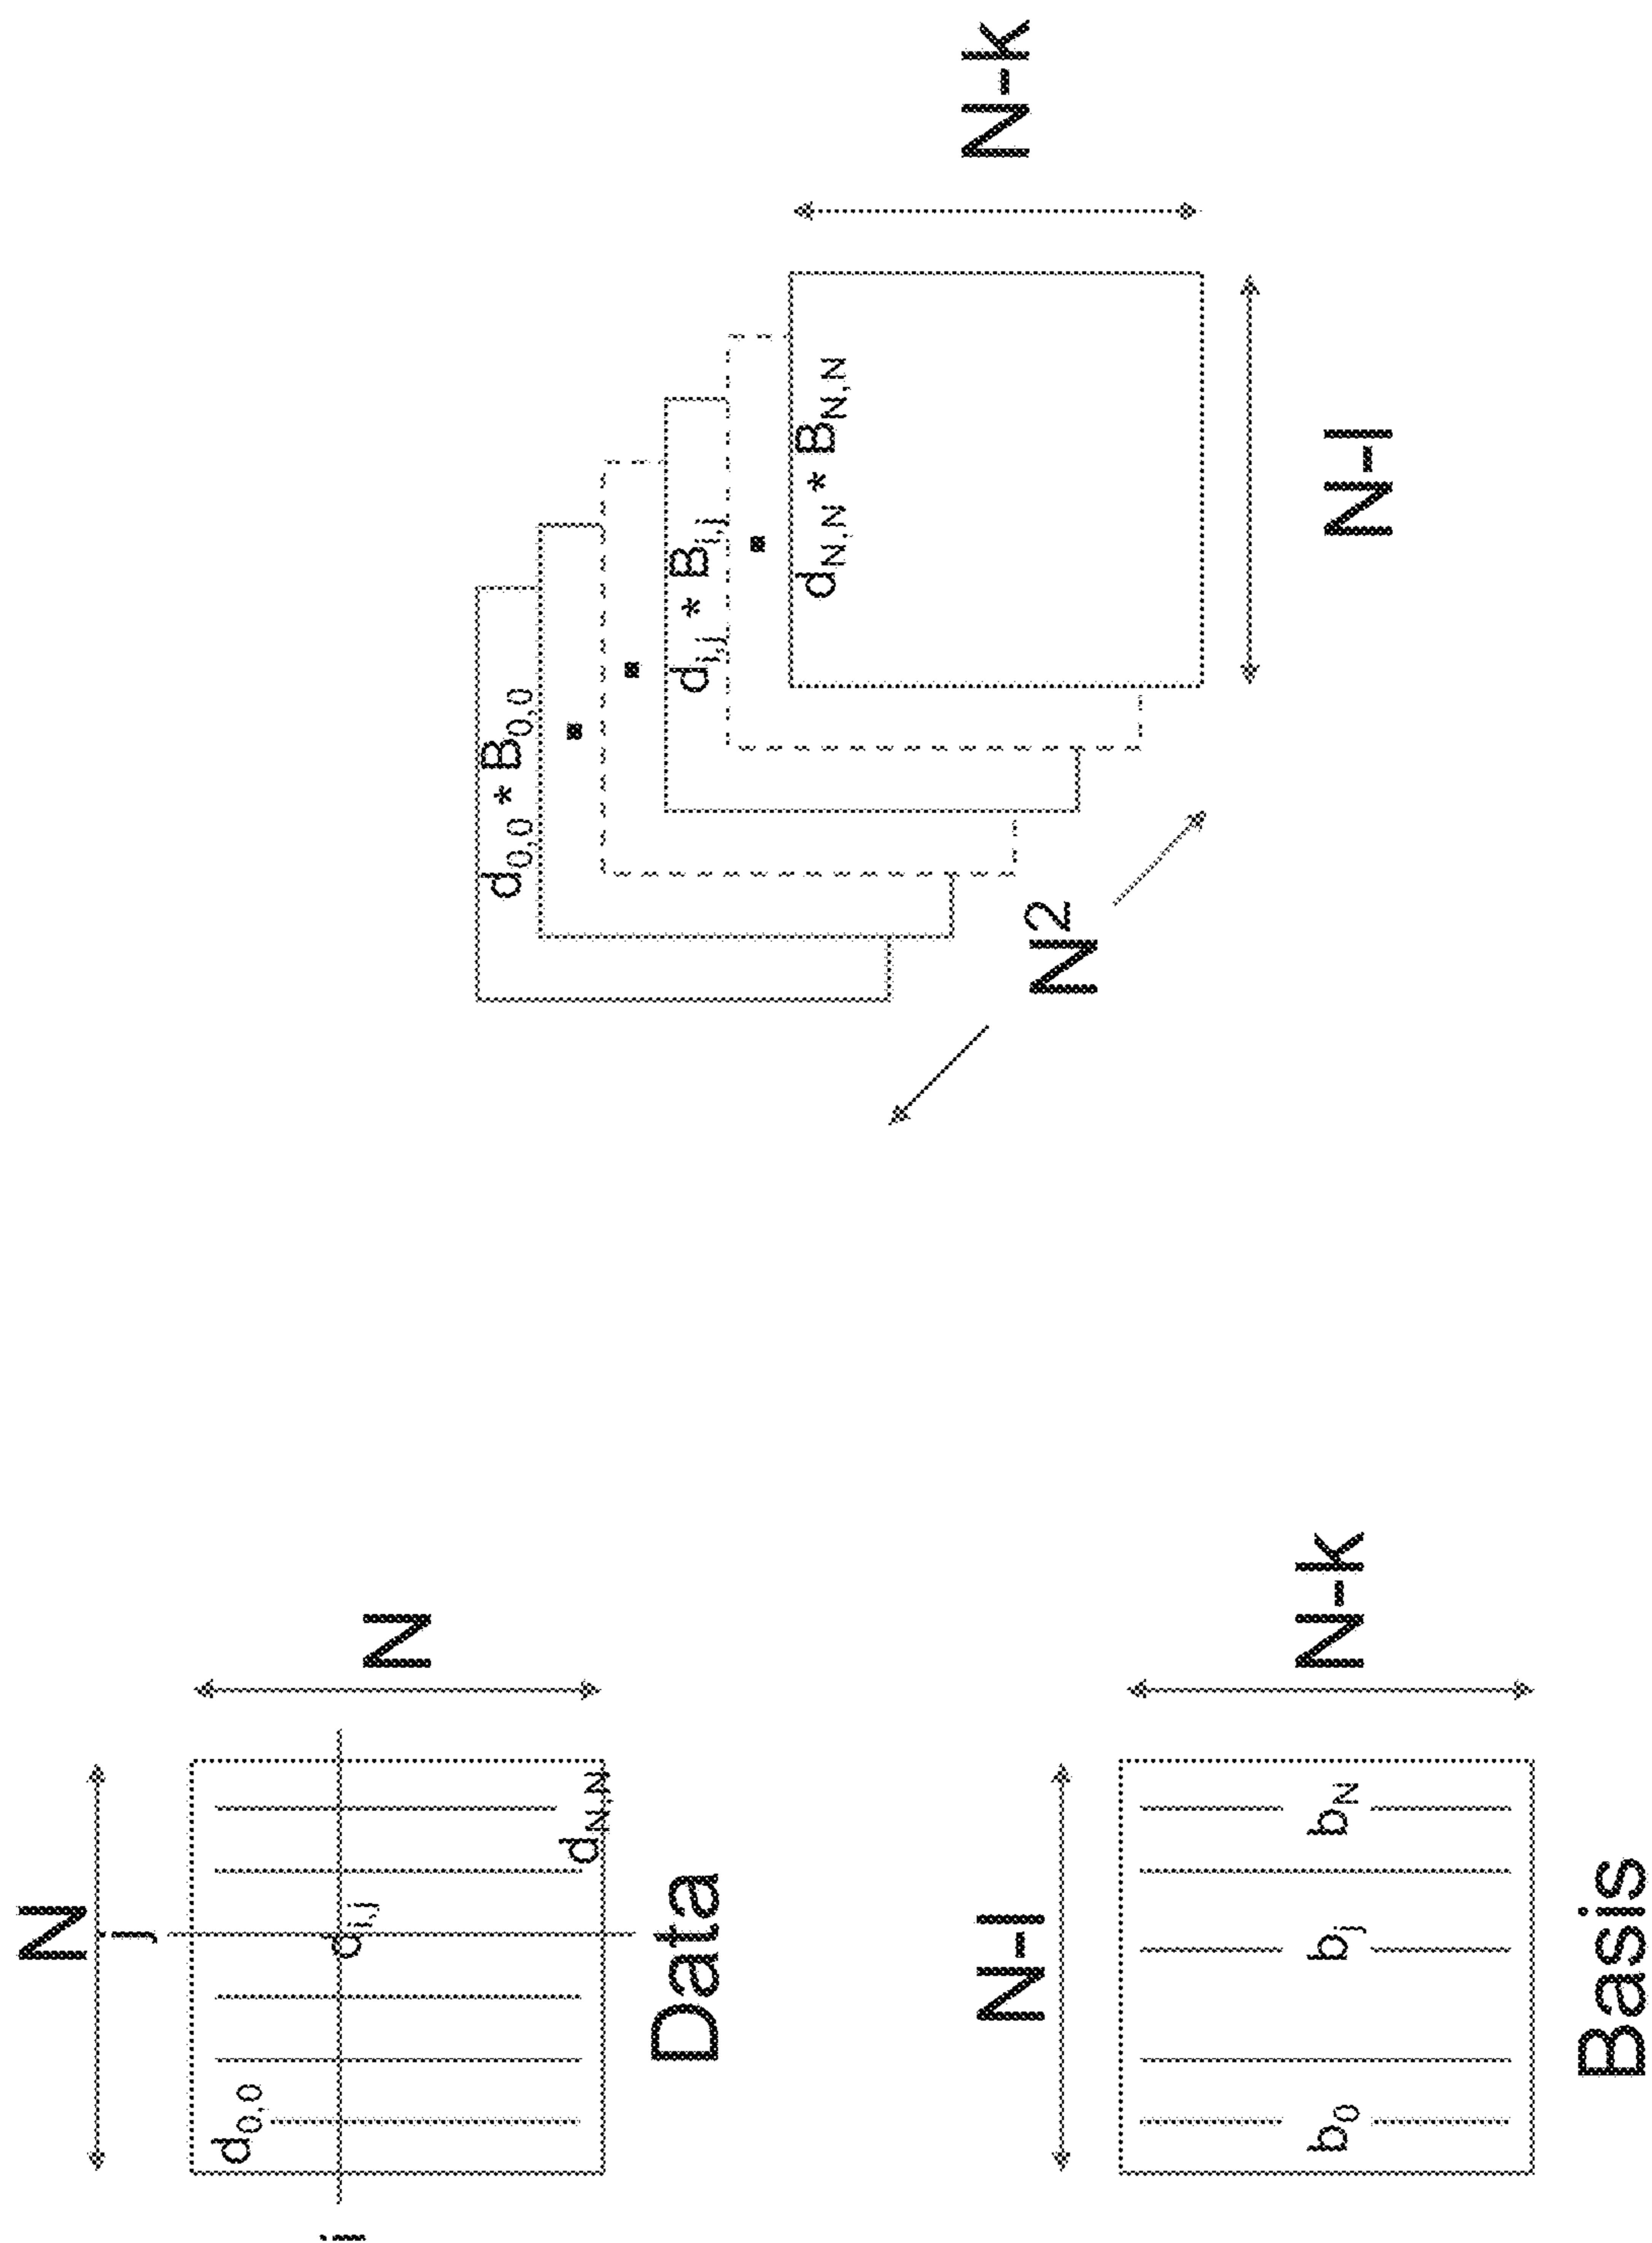 N
j
i
d0,0
di,j
dN,N
N
Data
N-l
b0
bj
bN
N-k
Basis
d0,0 * B0,0
di,j * Bi,j
dN,N * BN,N
N-k
N2
N-l